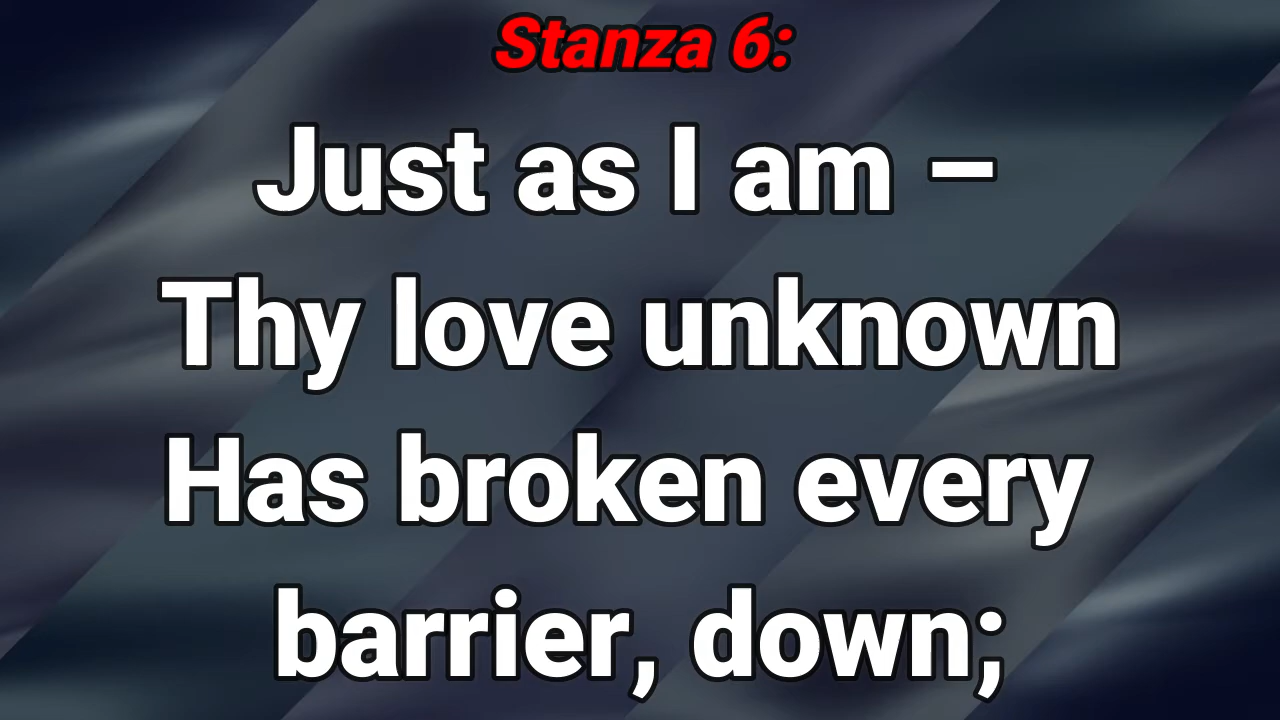 Stanza 6:
Just as I am –
Thy love unknown
Has broken every
barrier, down;